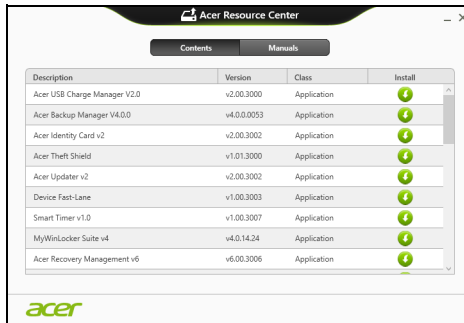 Acer Resource Center
Contents Manuals
Description Version Class Install
Acer USB Charge Manager V2.0 v2.00.3000 Application
Acer Backup Manager V4.0.0 v4.0.0.0053 Application
Acer Identity Card v2 v2.00.3002 Application
Acer Theft Shield v1.01.3000 Application
Acer Updater v2 v2.00.3002 Application
Device Fast-Lane v1.00.3003 Application
Smart Timer v1.0 v1.00.3007 Application
MyWinLocker Suite v4 v4.0.14.24 Application
Acer Recovery Management v6 v6.00.3006 Application
acer